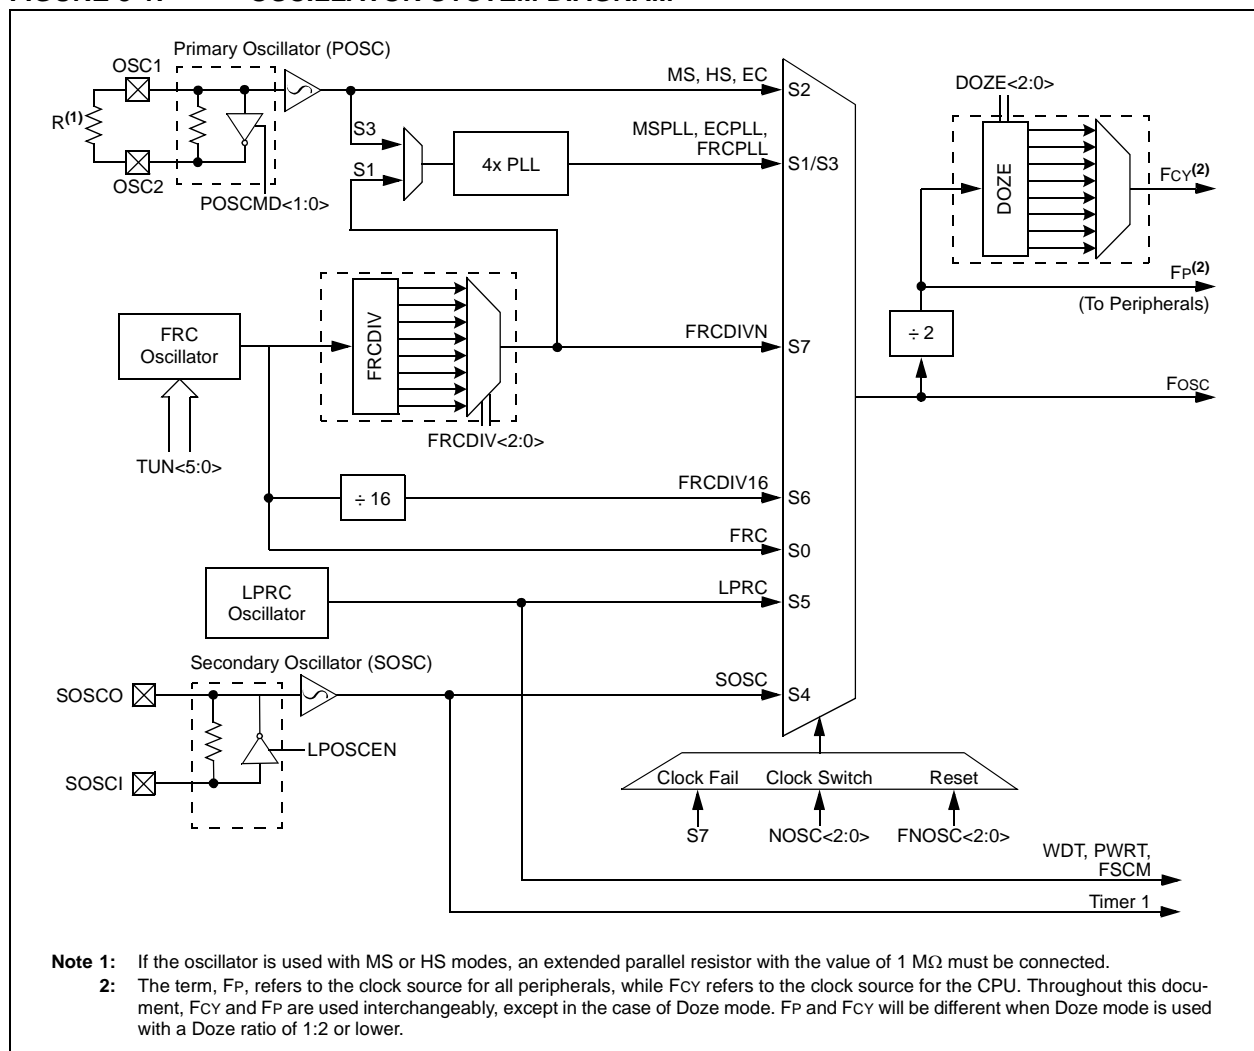 Primary Oscillator (POSC)
OSC1
R(1)
OSC2
POSCMD<1:0>
S3
S1
4x PLL
MS, HS, EC
S2
MSPLL, ECPLL,
FRCPLL
S1/S3
DOZE<2:0>
DOZE
FCY(2)
FP(2)
(To Peripherals)
÷ 2
FOSC
FRC
Oscillator
TUN<5:0>
FRCDIV
FRCDIV<2:0>
FRCDIVN
S7
÷ 16
FRCDIV16
S6
FRC
S0
LPRC
Oscillator
LPRC
S5
Secondary Oscillator (SOSC)
SOSCO
SOSCI
LPOSCEN
SOSC
S4
Clock Fail
Clock Switch
Reset
S7
NOSC<2:0>
FNOSC<2:0>
WDT, PWRT,
FSCM
Timer 1
Note 1: If the oscillator is used with MS or HS modes, an extended parallel resistor with the value of 1 MΩ must be connected.
2: The term, FP, refers to the clock source for all peripherals, while FCY refers to the clock source for the CPU. Throughout this docu-
ment, FCY and FP are used interchangeably, except in the case of Doze mode. FP and FCY will be different when Doze mode is used
with a Doze ratio of 1:2 or lower.